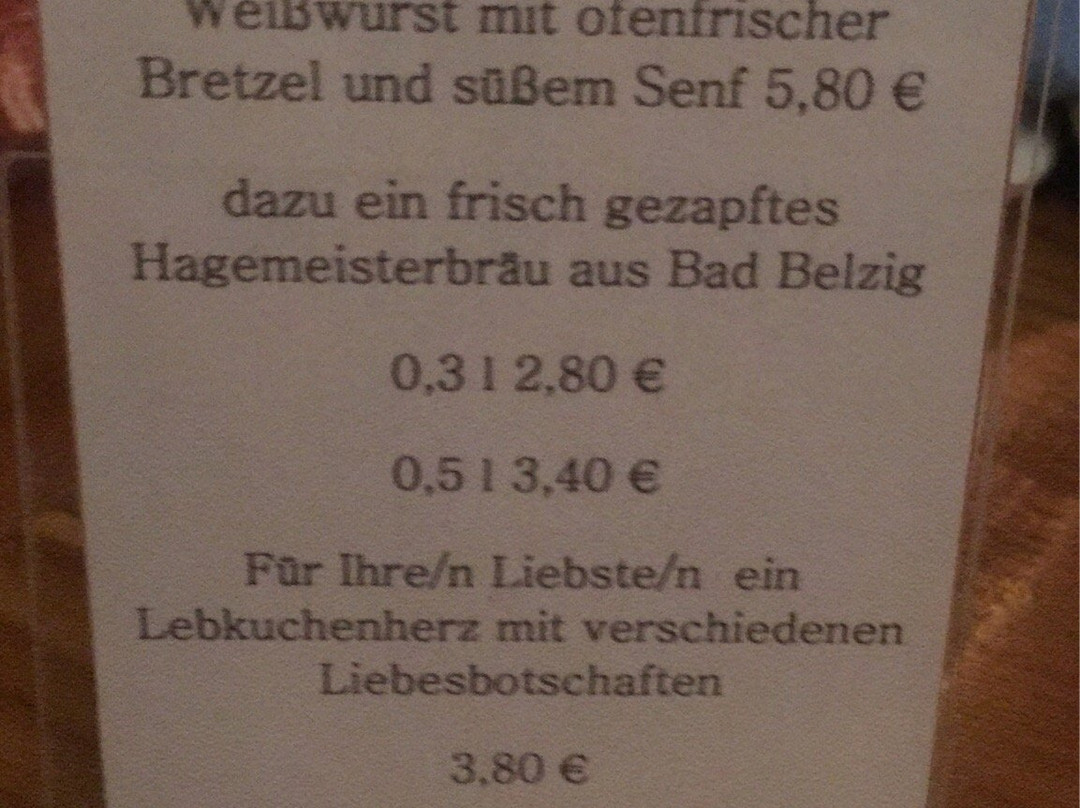 Weißwurst mit ofenfrischer
Bretzel und süßem Senf 5,80 €
dazu ein frisch gezapftes
Hagemeisterbräu aus Bad Belzig
0,3 l 2,80 €
0,5 l 3,40 €
Für Ihre/n Liebste/n ein
Lebkuchenherz mit verschiedenen
Liebesbotschaften
3,80 €